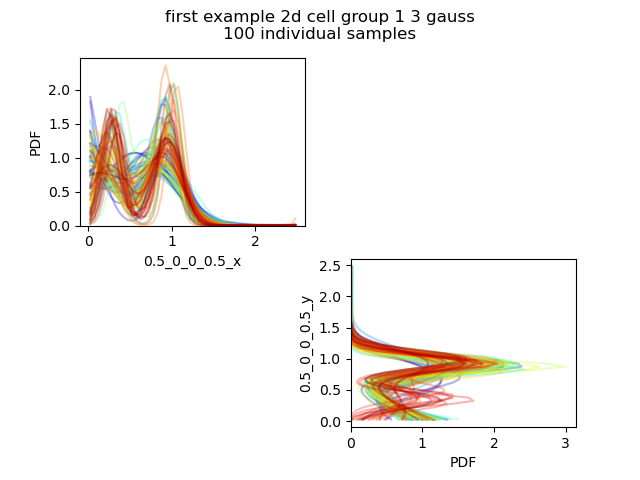 first example 2d cell group 1 3 gauss
100 individual samples
PDF
2.0
1.5
1.0
0.5
0.0
0 1 2
0.5_0_0_0.5_x
0.5_0_0_0.5_y
2.5
2.0
1.5
1.0
0.5
0.0
0 1 2 3
PDF